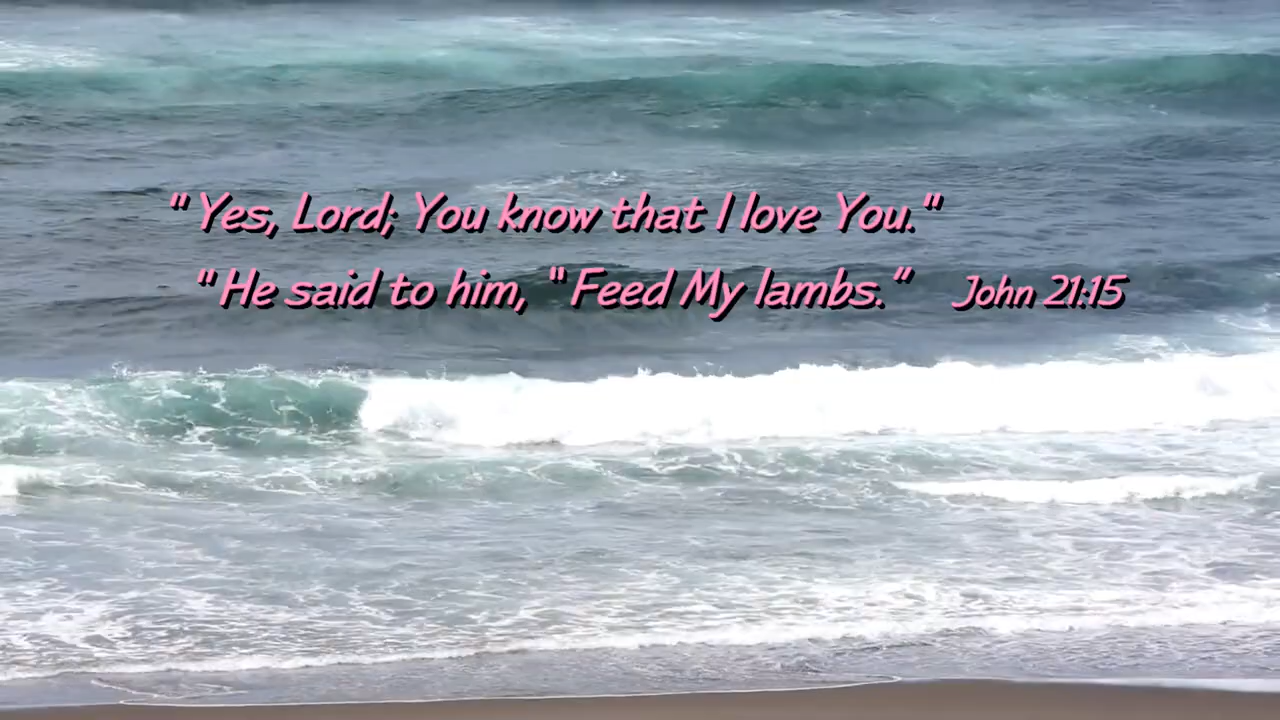 "Yes, Lord; You know that I love You."
"He said to him, "Feed My lambs." John 21:15